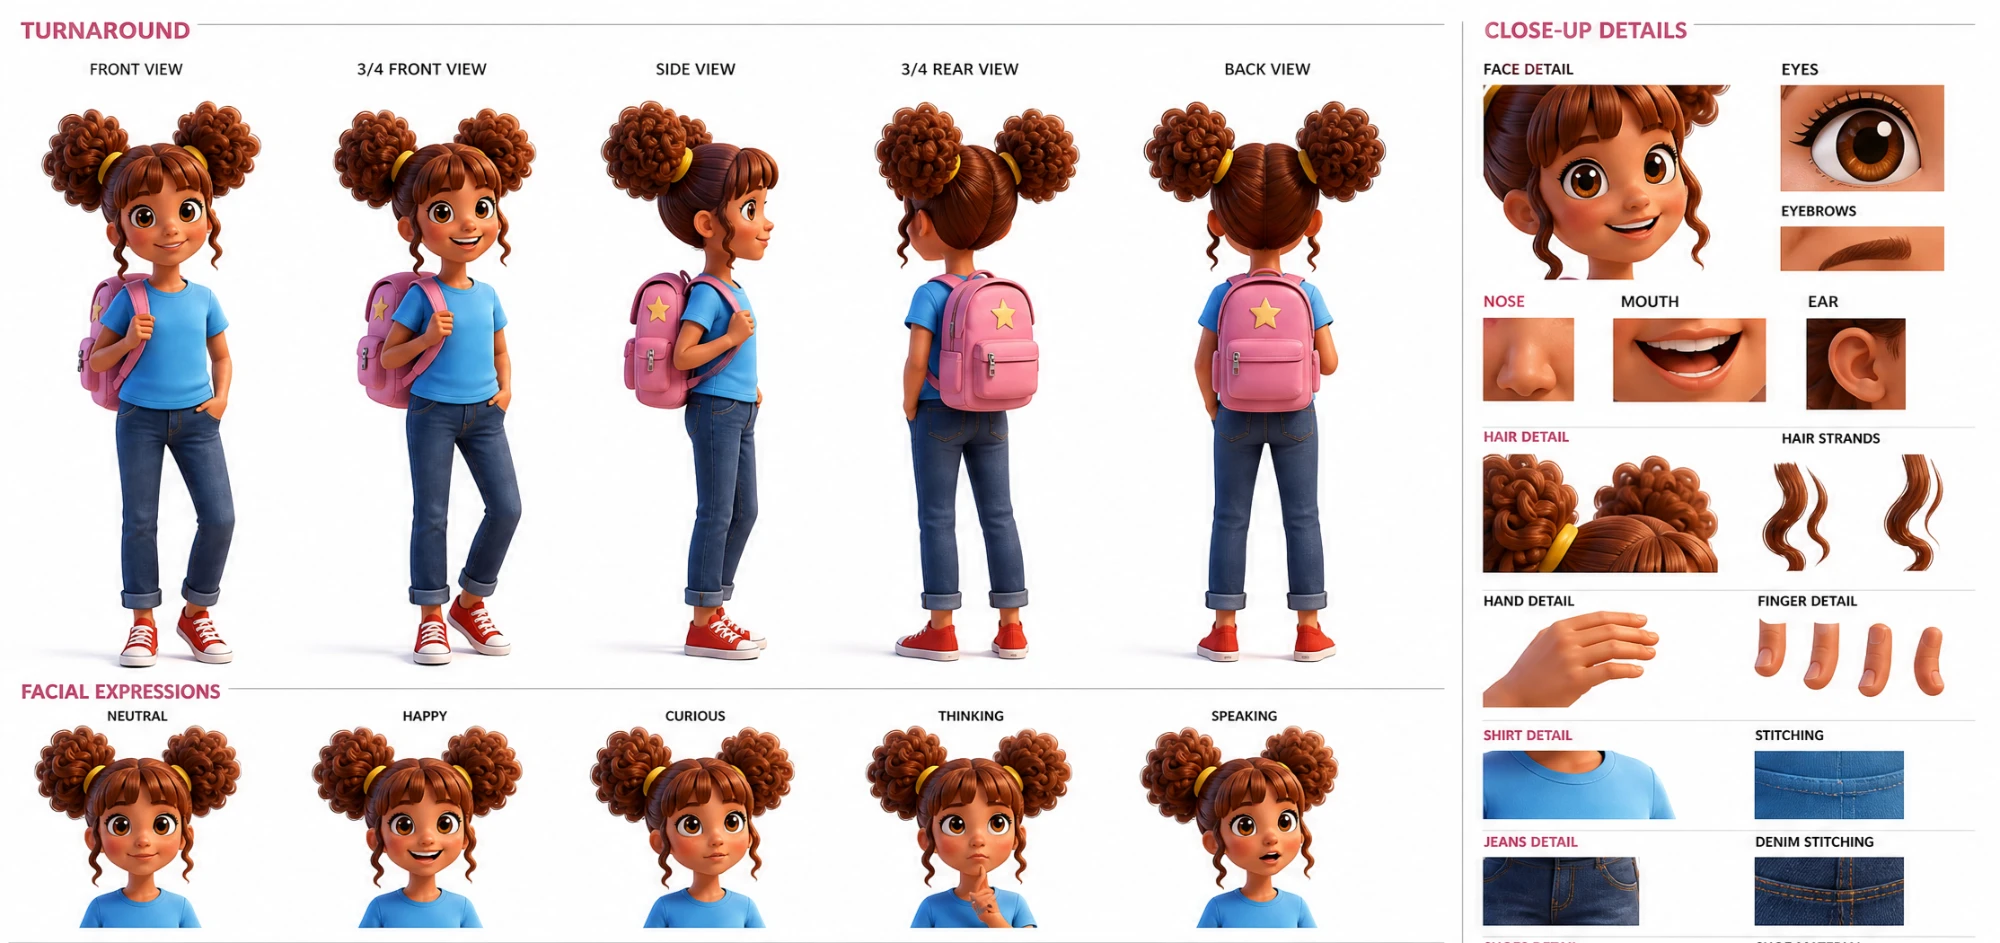 TURNAROUND
FRONT VIEW
3/4 FRONT VIEW
SIDE VIEW
3/4 REAR VIEW
BACK VIEW
FACIAL EXPRESSIONS
NEUTRAL
HAPPY
CURIOUS
THINKING
SPEAKING
CLOSE-UP DETAILS
FACE DETAIL
EYES
EYEBROWS
NOSE
MOUTH
EAR
HAIR DETAIL
HAIR STRANDS
HAND DETAIL
FINGER DETAIL
SHIRT DETAIL
STITCHING
JEANS DETAIL
DENIM STITCHING